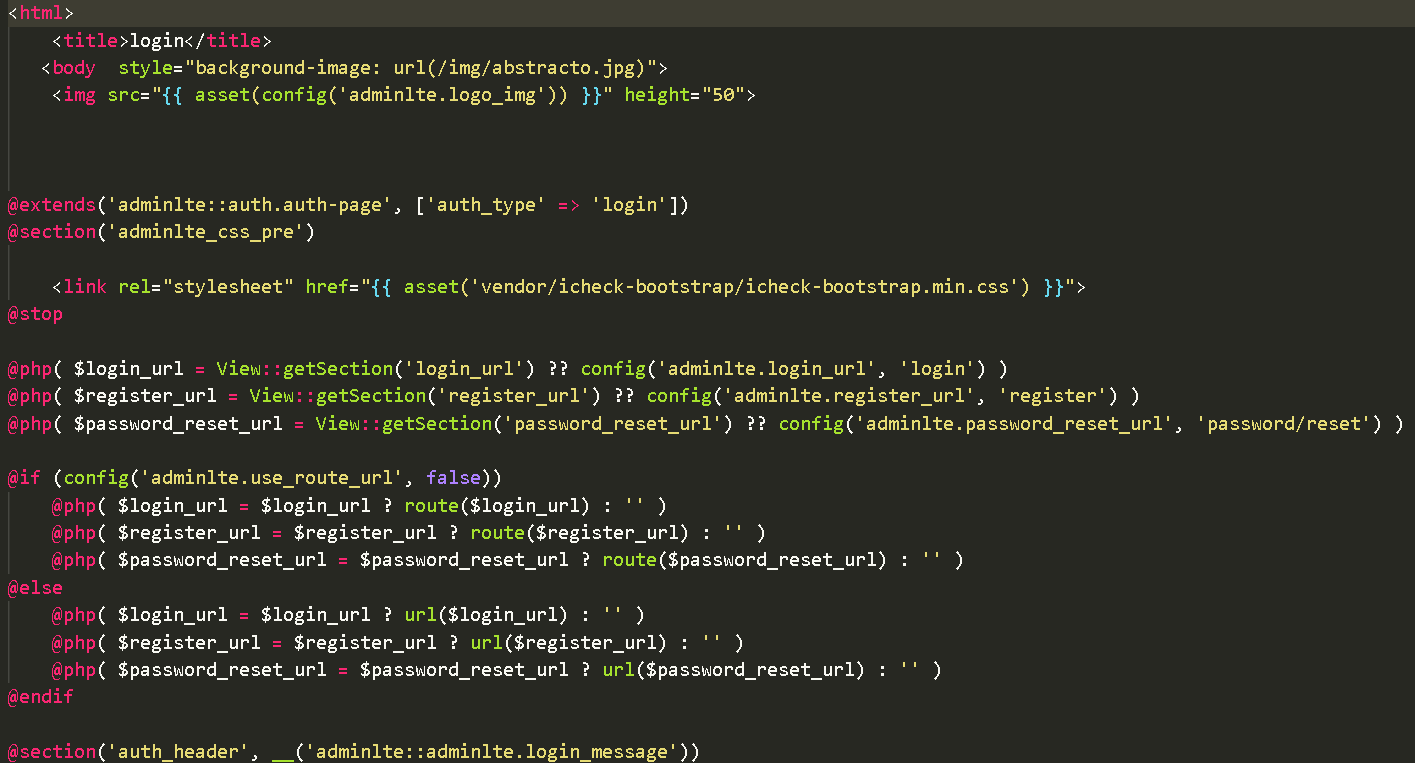 <html>
    <title>login</title>
   <body  style="background-image: url(/img/abstracto.jpg)">
    <img src="{{ asset(config('adminlte.logo_img')) }}" height="50">
@extends('adminlte::auth.auth-page', ['auth_type' => 'login'])
@section('adminlte_css_pre')
    <link rel="stylesheet" href="{{ asset('vendor/icheck-bootstrap/icheck-bootstrap.min.css') }}">
@stop
@php( $login_url = View::getSection('login_url') ?? config('adminlte.login_url', 'login') )
@php( $register_url = View::getSection('register_url') ?? config('adminlte.register_url', 'register') )
@php( $password_reset_url = View::getSection('password_reset_url') ?? config('adminlte.password_reset_url', 'password/reset') )
@if (config('adminlte.use_route_url', false))
    @php( $login_url = $login_url ? route($login_url) : '' )
    @php( $register_url = $register_url ? route($register_url) : '' )
    @php( $password_reset_url = $password_reset_url ? route($password_reset_url) : '' )
@else
    @php( $login_url = $login_url ? url($login_url) : '' )
    @php( $register_url = $register_url ? url($register_url) : '' )
    @php( $password_reset_url = $password_reset_url ? url($password_reset_url) : '' )
@endif
@section('auth_header', __('adminlte::adminlte.login_message'))